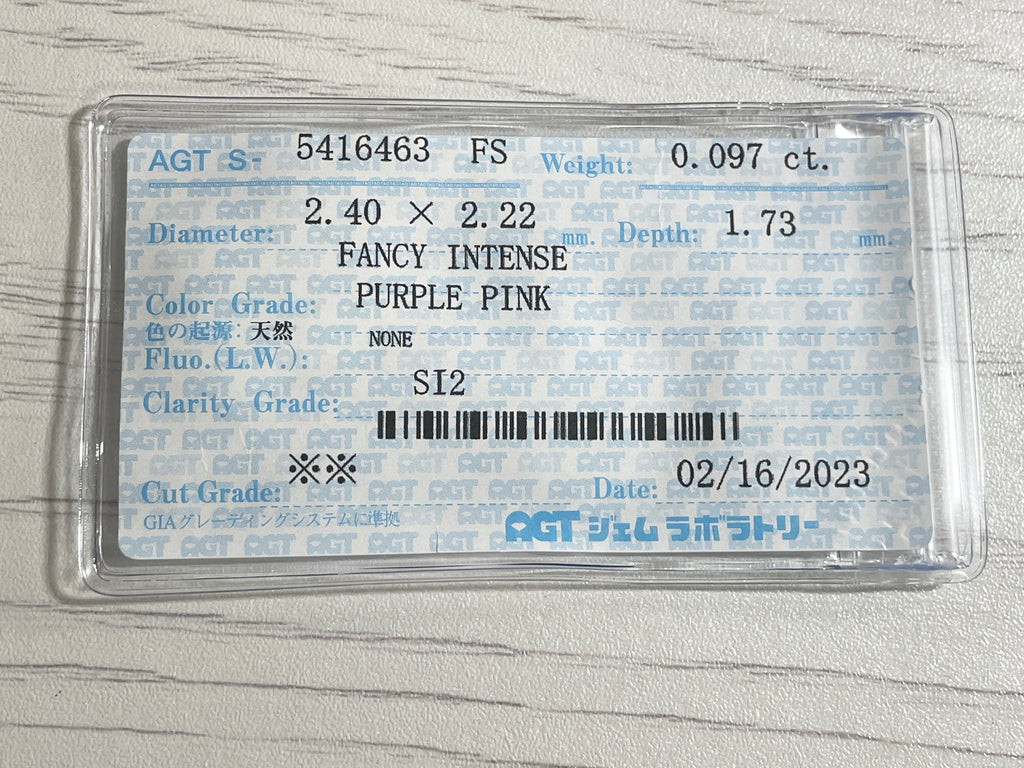 AGT S- 5416463 FS Weight: 0.097 ct.
Diameter: 2.40 × 2.22 mm. Depth: 1.73 mm.
FANCY INTENSE
Color Grade: PURPLE PINK
色の起源: 天然
Fluo.(L.W.): NONE
Clarity Grade: SI2
Cut Grade: ※※ Date: 02/16/2023
GIAグレーディングシステムに準拠 AGT ジェムラボラトリー